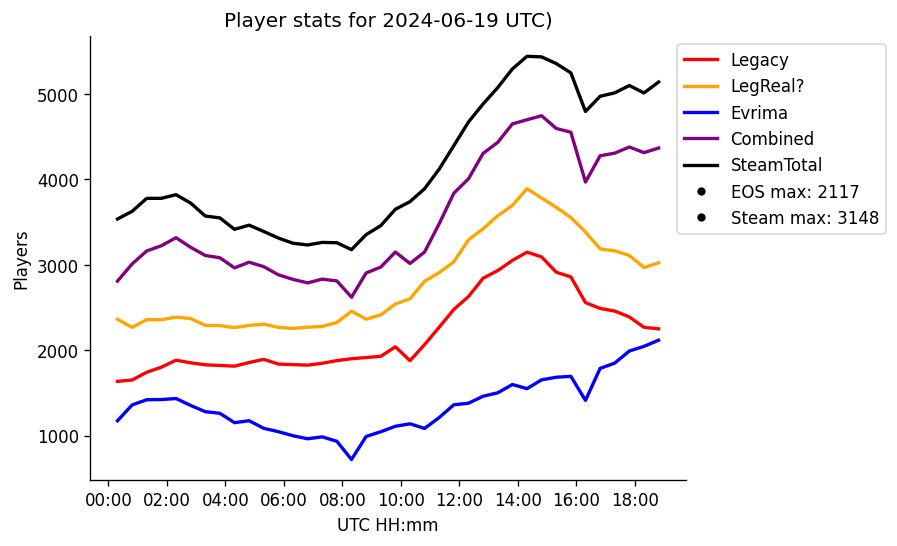 Player stats for 2024-06-19 UTC)
Legacy
LegReal?
Evrima
Combined
SteamTotal
EOS max: 2117
Steam max: 3148
5000
4000
3000
2000
1000
Players
00:00 02:00 04:00 06:00 08:00 10:00 12:00 14:00 16:00 18:00
UTC HH:mm